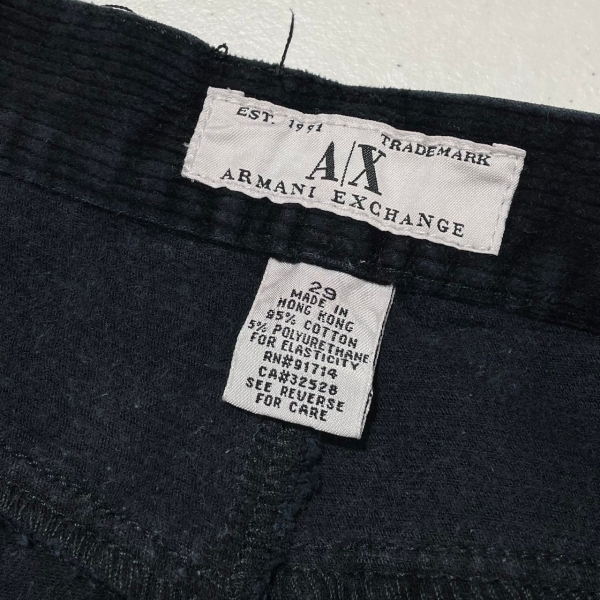 EST. 1991 TRADEMARK
A|X
ARMANI EXCHANGE
29
MADE IN
HONG KONG
95% COTTON
5% POLYURETHANE
FOR ELASTICITY
RN#91714
CA#32528
SEE REVERSE
FOR CARE